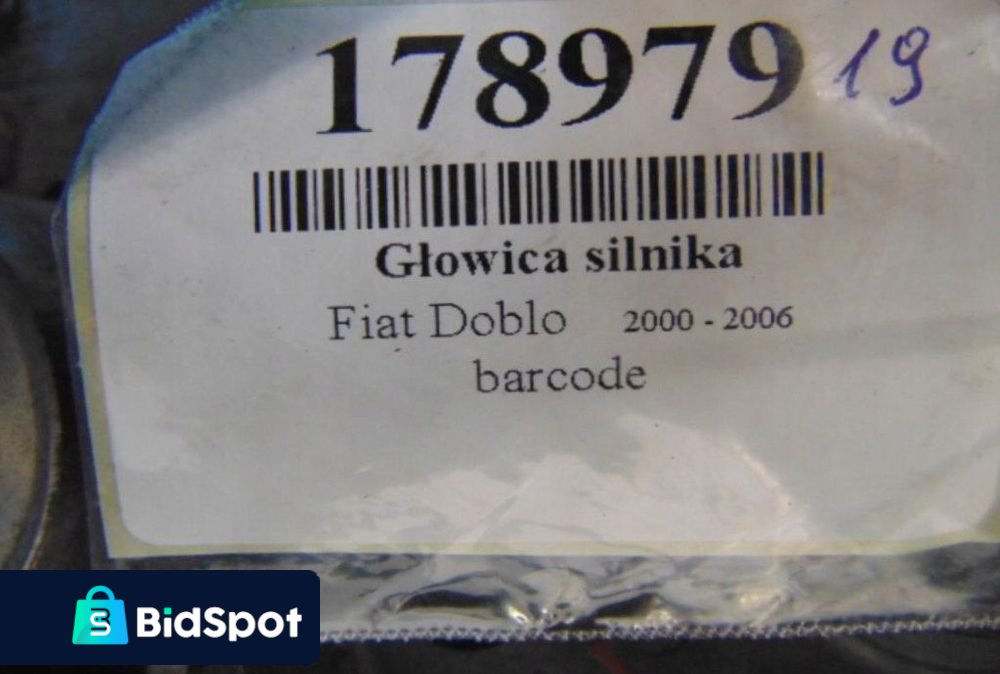 178979 19
Głowica silnika
Fiat Doblo 2000 - 2006
barcode
BidSpot